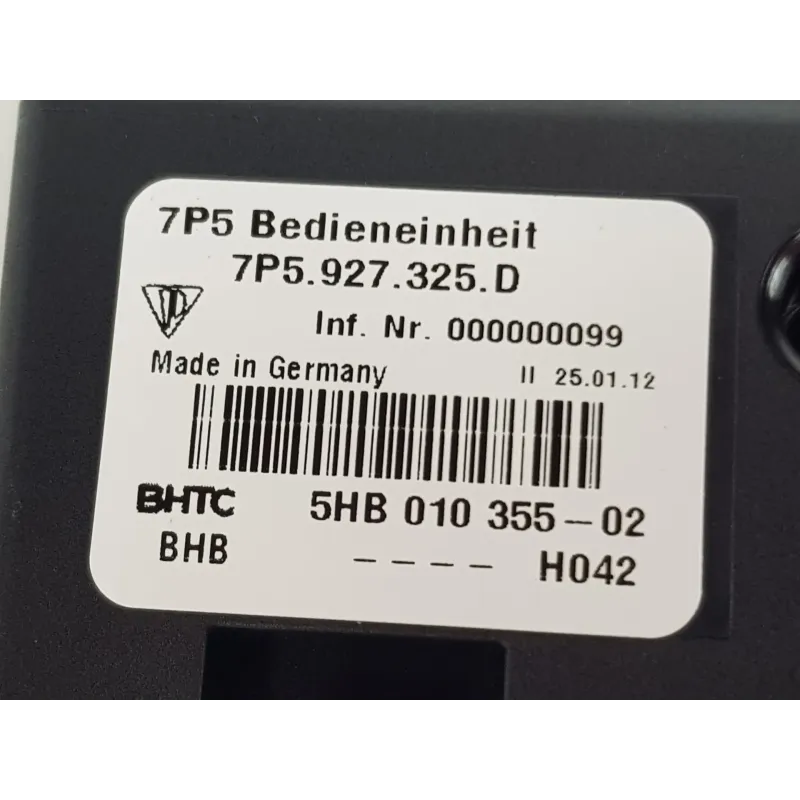 7P5 Bedieneinheit
7P5.927.325.D
Inf. Nr. 000000099
Made in Germany II 25.01.12
BHTC 5HB 010 355-02
BHB ---- H042